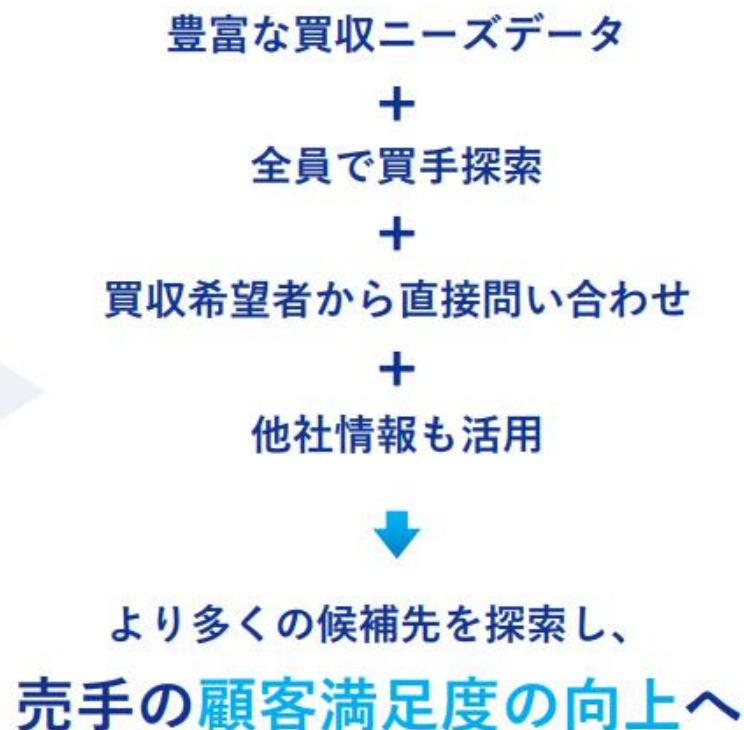 豊富な買収ニーズデータ
+
全員で買手探索
+
買収希望者から直接問い合わせ
+
他社情報も活用
より多くの候補先を探索し、
売手の顧客満足度の向上へ